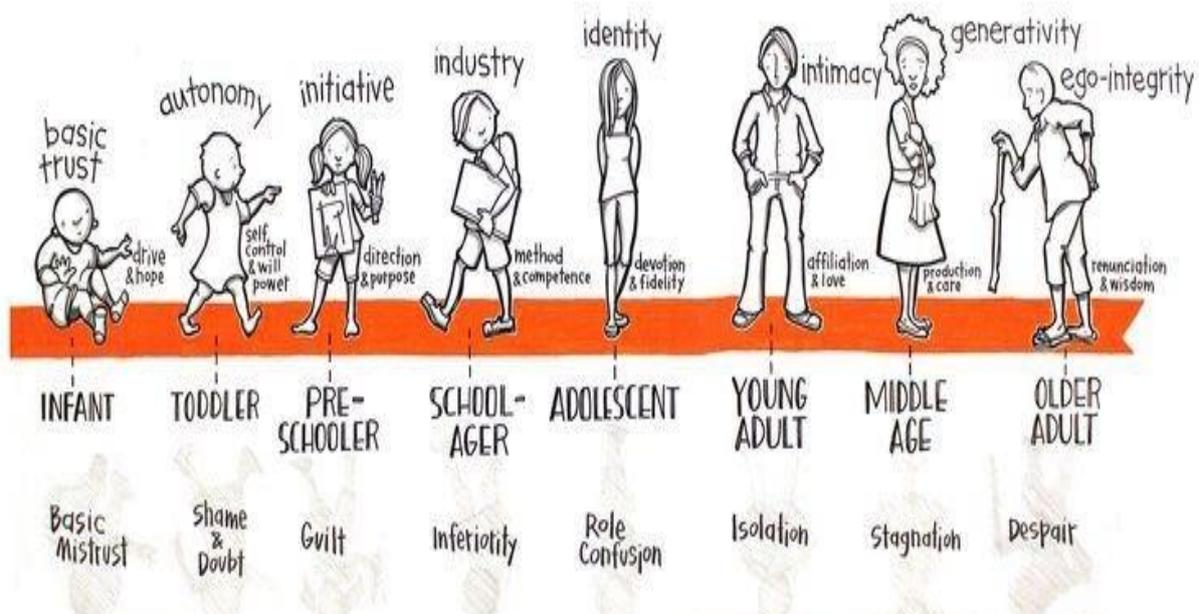 basic
trust
autonomy
initiative
industry
identity
intimacy
generativity
ego-integrity
drive
& hope
self control
& will
power
direction
& purpose
method
& competence
devotion
& fidelity
affiliation
& love
production
& care
renunciation
& wisdom
INFANT
TODDLER
PRE-
SCHOOLER
SCHOOL-
AGER
ADOLESCENT
YOUNG
ADULT
MIDDLE
AGE
OLDER
ADULT
Basic
Mistrust
Shame
&
Doubt
Guilt
Inferiority
Role
Confusion
Isolation
Stagnation
Despair